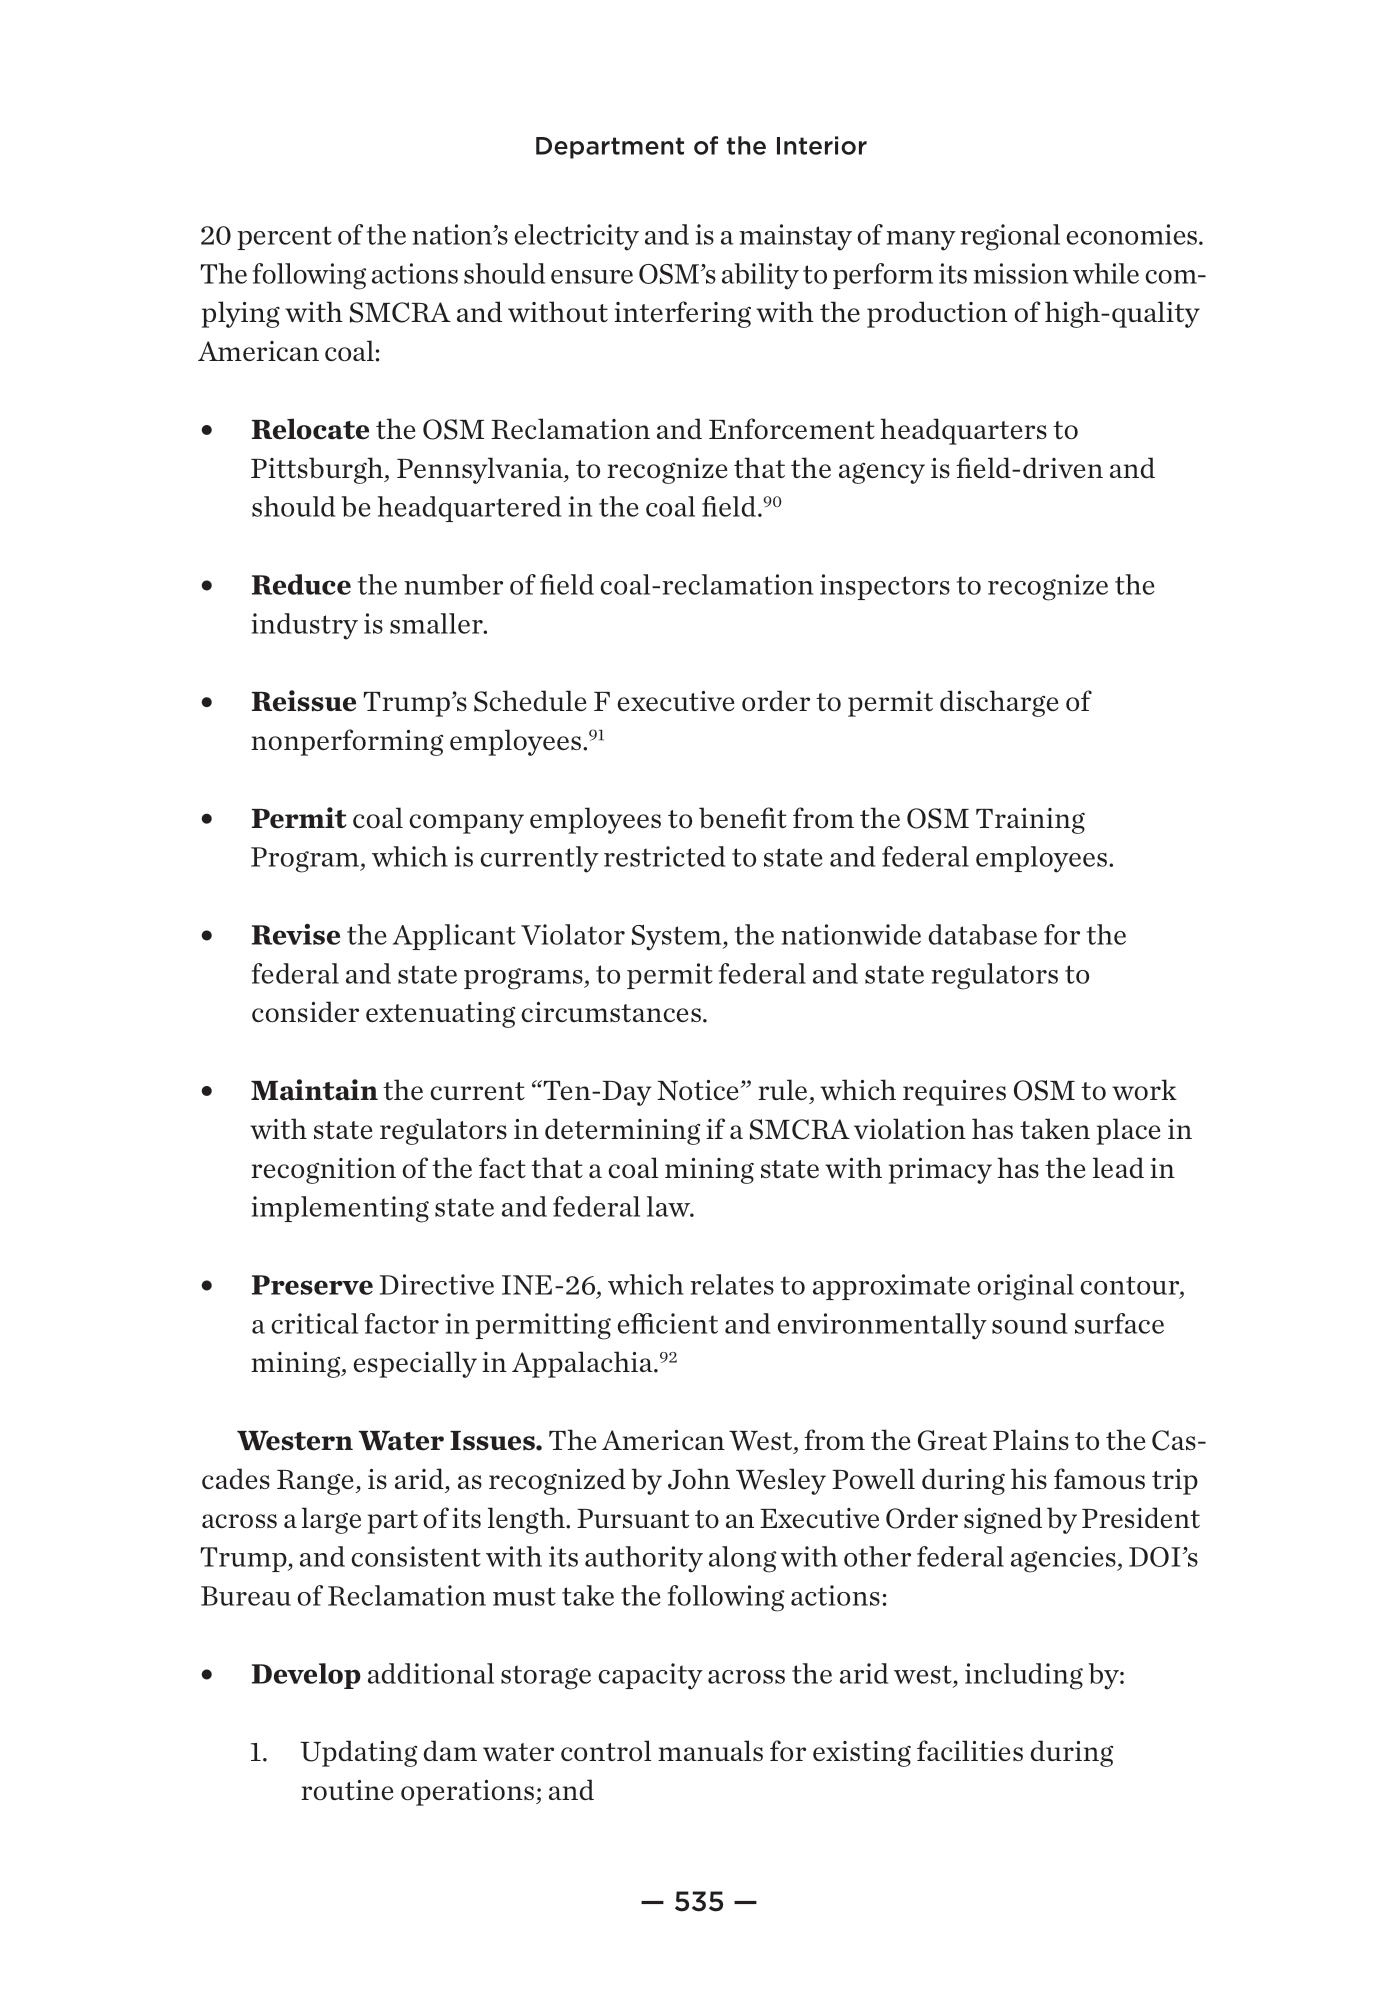 Department of the Interior
20 percent of the nation’s electricity and is a mainstay of many regional economies.
The following actions should ensure OSM’s ability to perform its mission while com-
plying with SMCRA and without interfering with the production of high-quality
American coal:
• Relocate the OSM Reclamation and Enforcement headquarters to
Pittsburgh, Pennsylvania, to recognize that the agency is field-driven and
should be headquartered in the coal field.90
• Reduce the number of field coal-reclamation inspectors to recognize the
industry is smaller.
• Reissue Trump’s Schedule F executive order to permit discharge of
nonperforming employees.91
• Permit coal company employees to benefit from the OSM Training
Program, which is currently restricted to state and federal employees.
• Revise the Applicant Violator System, the nationwide database for the
federal and state programs, to permit federal and state regulators to
consider extenuating circumstances.
• Maintain the current “Ten-Day Notice” rule, which requires OSM to work
with state regulators in determining if a SMCRA violation has taken place in
recognition of the fact that a coal mining state with primacy has the lead in
implementing state and federal law.
• Preserve Directive INE-26, which relates to approximate original contour,
a critical factor in permitting efficient and environmentally sound surface
mining, especially in Appalachia.92
Western Water Issues. The American West, from the Great Plains to the Cas-
cades Range, is arid, as recognized by John Wesley Powell during his famous trip
across a large part of its length. Pursuant to an Executive Order signed by President
Trump, and consistent with its authority along with other federal agencies, DOI’s
Bureau of Reclamation must take the following actions:
• Develop additional storage capacity across the arid west, including by:
1. Updating dam water control manuals for existing facilities during
routine operations; and
— 535 —